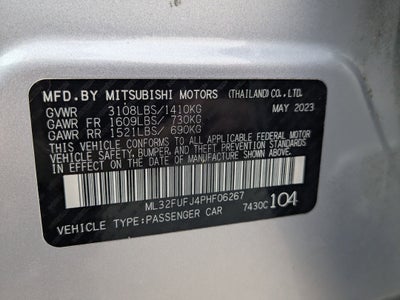 MFD.BY MITSUBISHI MOTORS (THAILAND) CO.,LTD.
GVWR 3108LBS/1410KG MAY 2023
GAWR FR 1609LBS/ 730KG
GAWR RR 1521LBS/ 690KG
THIS VEHICLE CONFORMS TO ALL APPLICABLE FEDERAL MOTOR
VEHICLE SAFETY, BUMPER, AND THEFT PREVENTION STANDARDS
IN EFFECT ON THE DATE OF MANUFACTURE SHOWN ABOVE.
ML32FUFJ4PHF06267
VEHICLE TYPE:PASSENGER CAR 7430C 104